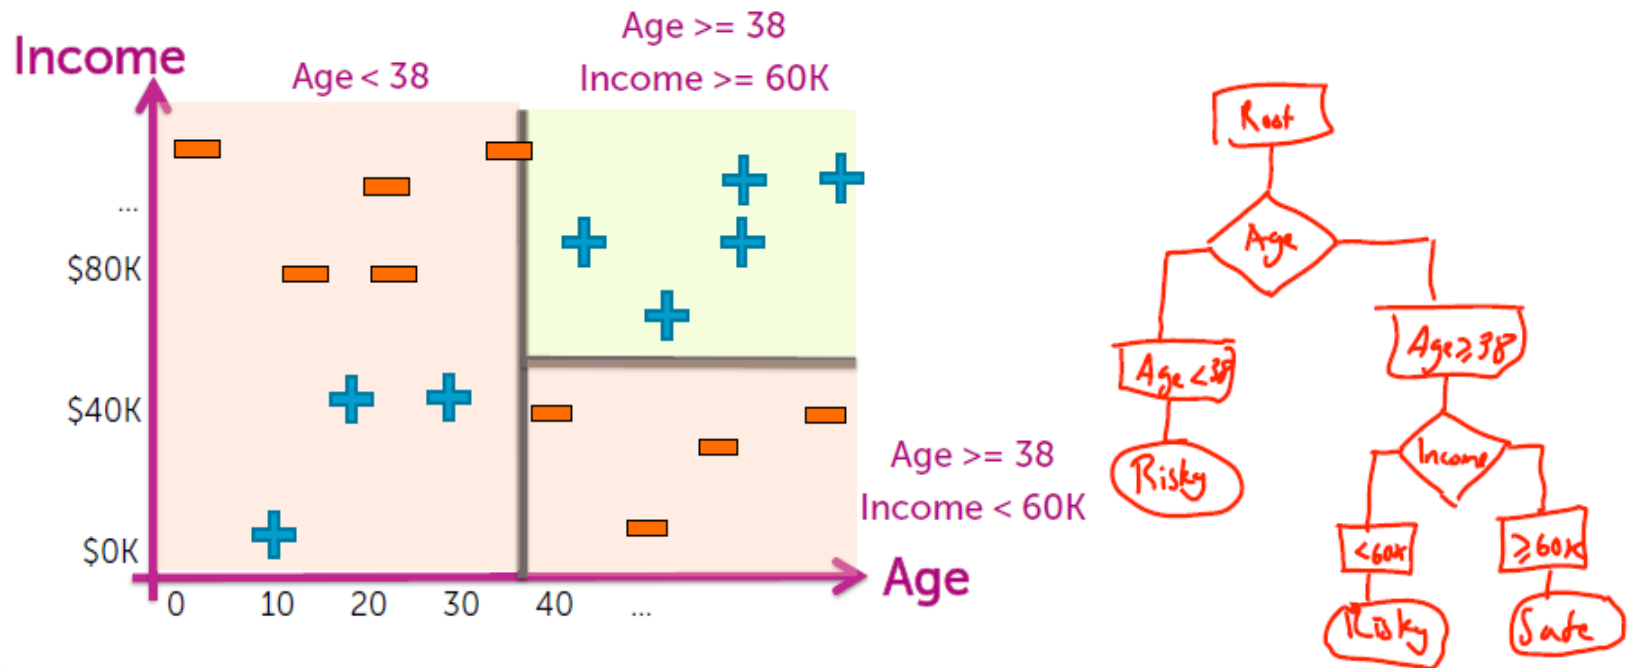 Income
Age < 38
Age >= 38
Income >= 60K
...
$80K
$40K
$0K
0 10 20 30 40 ...
Age
Age >= 38
Income < 60K
Root
Age
Age < 38
Age ≥ 38
Risky
Income
< 60K
≥ 60K
Risky
Safe